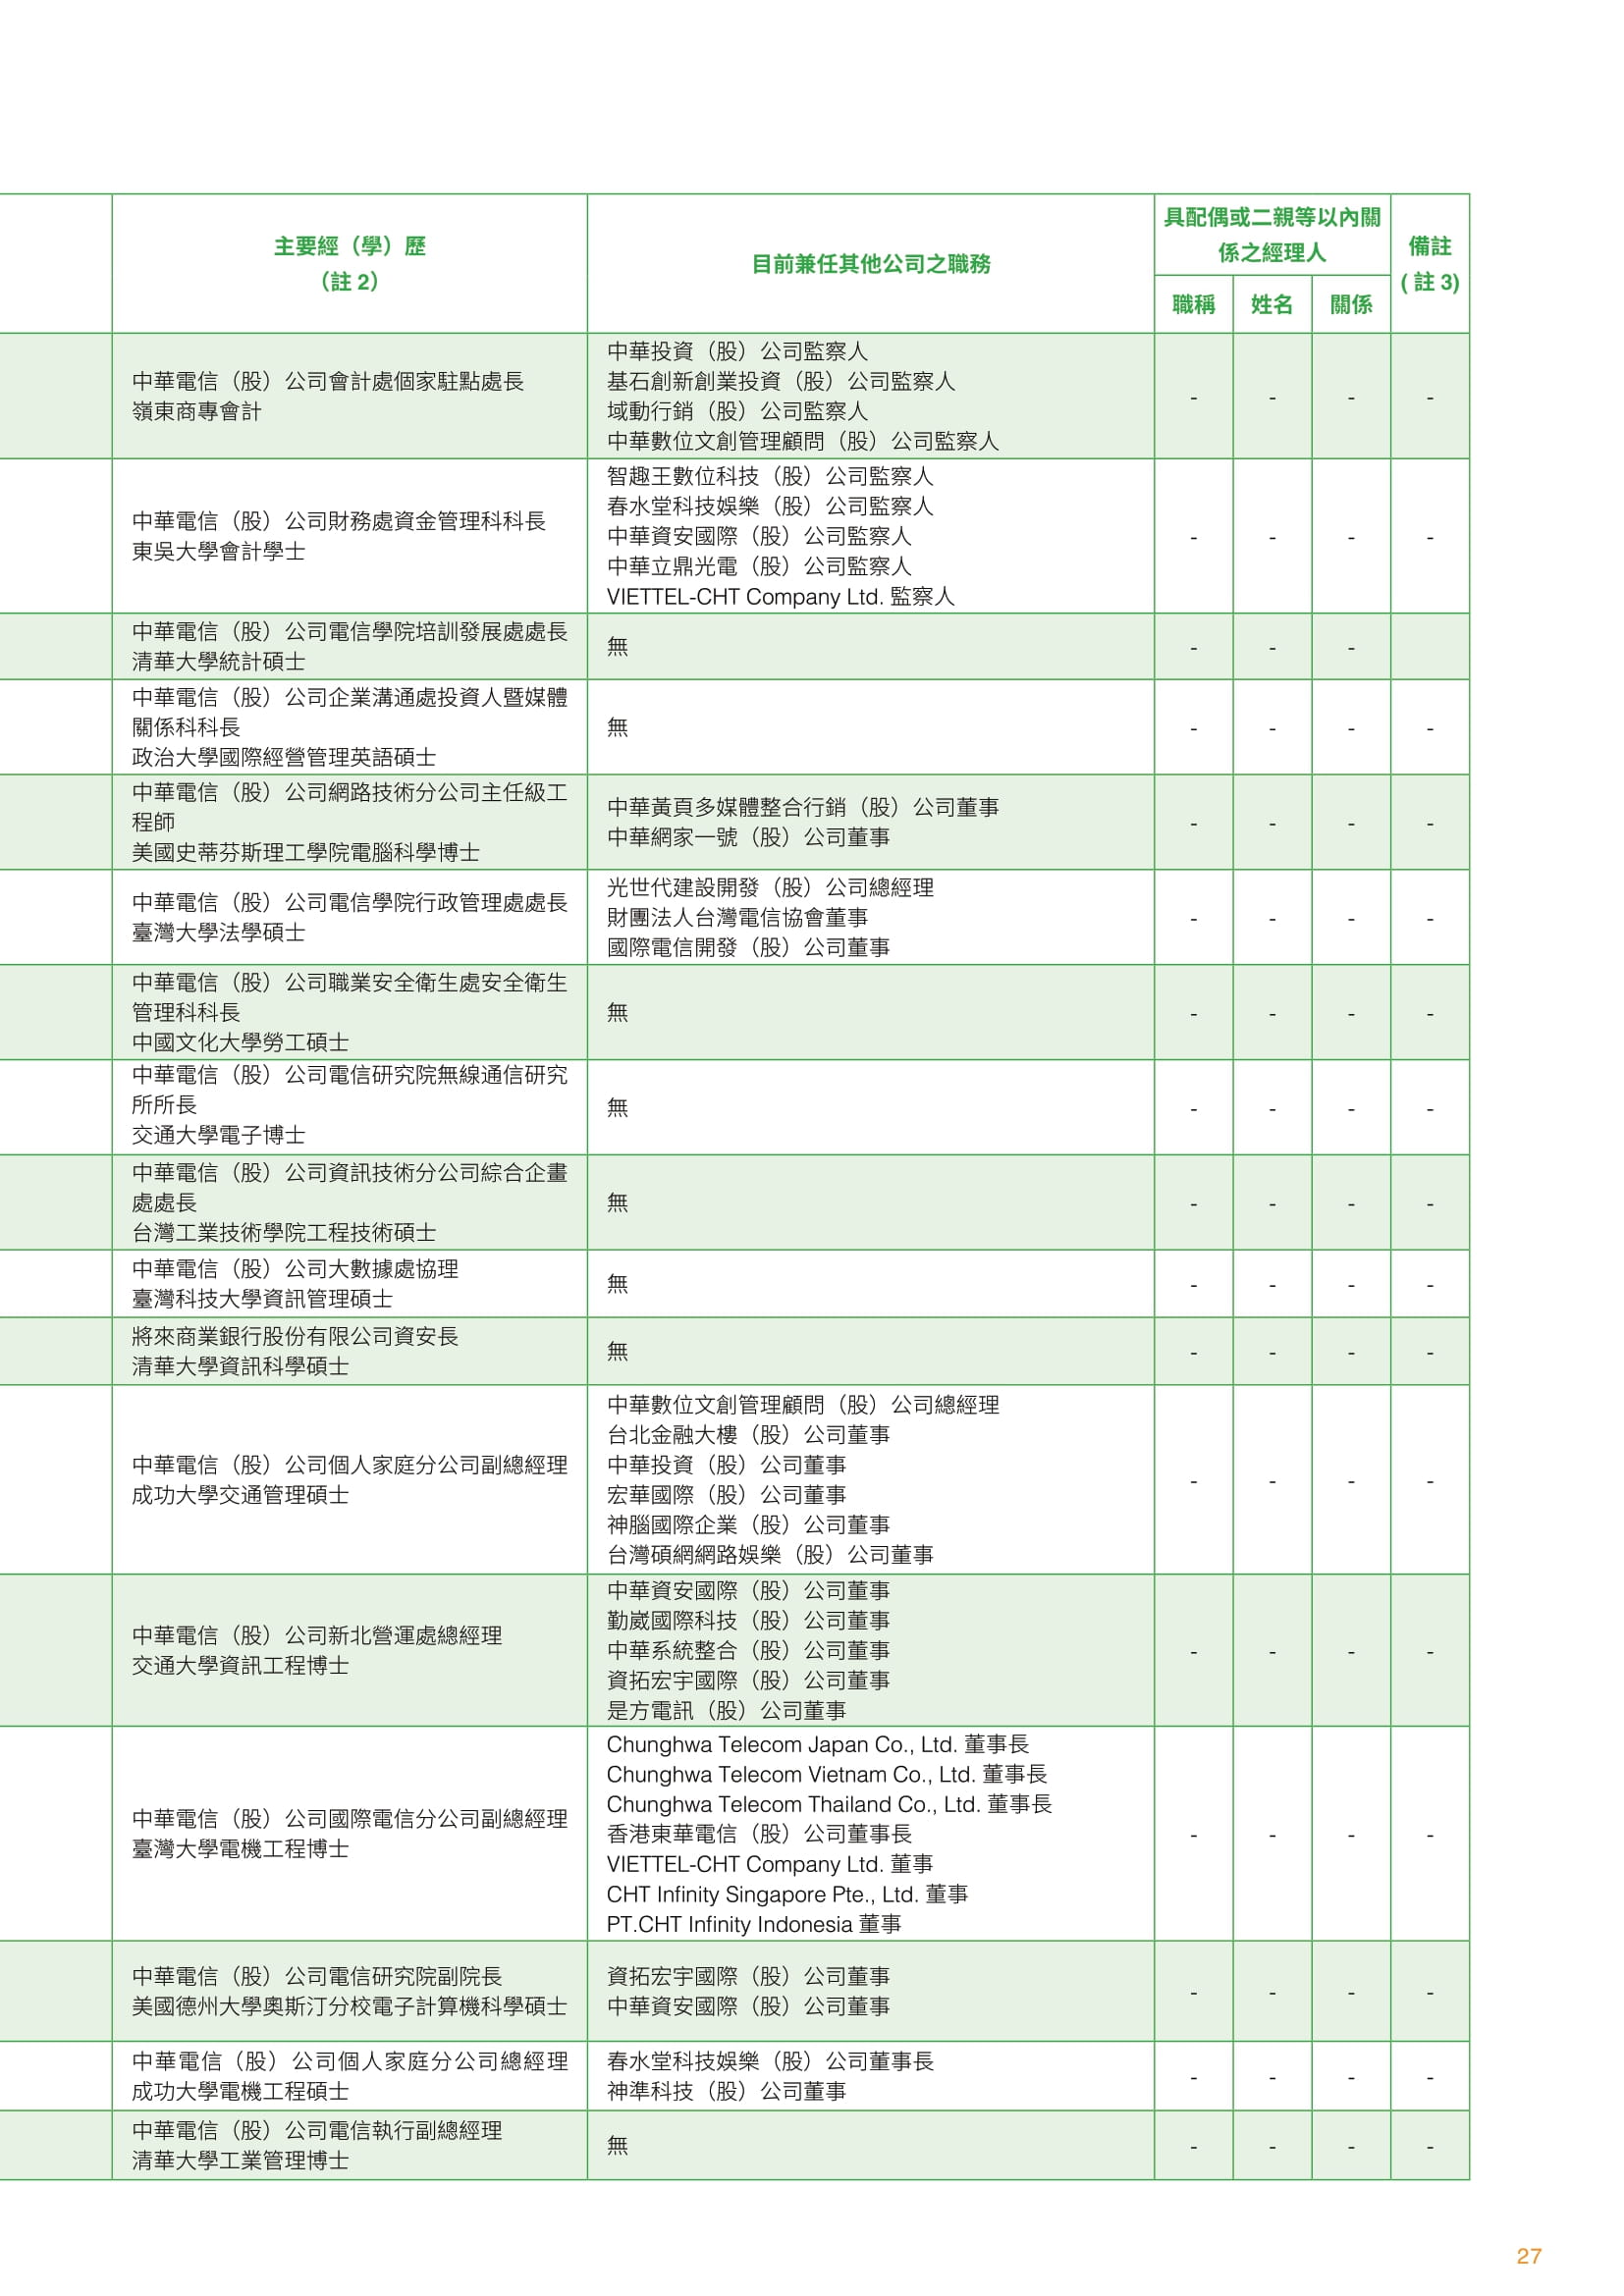 主要經（學）歷
（註 2）
目前兼任其他公司之職務
具配偶或二親等以內關
係之經理人
備註
( 註 3)
職稱 姓名 關係
中華電信（股）公司會計處個家駐點處長
嶺東商專會計
中華投資（股）公司監察人
基石創新創業投資（股）公司監察人
域動行銷（股）公司監察人
中華數位文創管理顧問（股）公司監察人
- - - -
中華電信（股）公司財務處資金管理科科長
東吳大學會計學士
智趣王數位科技（股）公司監察人
春水堂科技娛樂（股）公司監察人
中華資安國際（股）公司監察人
中華立鼎光電（股）公司監察人
VIETTEL-CHT Company Ltd. 監察人
- - - -
中華電信（股）公司電信學院培訓發展處處長
清華大學統計碩士
無
- - -
中華電信（股）公司企業溝通處投資人暨媒體
關係科科長
政治大學國際經營管理英語碩士
無
- - - -
中華電信（股）公司網路技術分公司主任級工
程師
美國史蒂芬斯理工學院電腦科學博士
中華黃頁多媒體整合行銷（股）公司董事
中華網家一號（股）公司董事
- - - -
中華電信（股）公司電信學院行政管理處處長
臺灣大學法學碩士
光世代建設開發（股）公司總經理
財團法人台灣電信協會董事
國際電信開發（股）公司董事
- - - -
中華電信（股）公司職業安全衛生處安全衛生
管理科科長
中國文化大學勞工碩士
無
- - - -
中華電信（股）公司電信研究院無線通信研究
所所長
交通大學電子博士
無
- - - -
中華電信（股）公司資訊技術分公司綜合企畫
處處長
台灣工業技術學院工程技術碩士
無
- - - -
中華電信（股）公司大數據處協理
臺灣科技大學資訊管理碩士
無
- - - -
將來商業銀行股份有限公司資安長
清華大學資訊科學碩士
無
- - - -
中華電信（股）公司個人家庭分公司副總經理
成功大學交通管理碩士
中華數位文創管理顧問（股）公司總經理
台北金融大樓（股）公司董事
中華投資（股）公司董事
宏華國際（股）公司董事
神腦國際企業（股）公司董事
台灣碩網網路娛樂（股）公司董事
- - - -
中華電信（股）公司新北營運處總經理
交通大學資訊工程博士
中華資安國際（股）公司董事
勤崴國際科技（股）公司董事
中華系統整合（股）公司董事
資拓宏宇國際（股）公司董事
是方電訊（股）公司董事
- - - -
中華電信（股）公司國際電信分公司副總經理
臺灣大學電機工程博士
Chunghwa Telecom Japan Co., Ltd. 董事長
Chunghwa Telecom Vietnam Co., Ltd. 董事長
Chunghwa Telecom Thailand Co., Ltd. 董事長
香港東華電信（股）公司董事長
VIETTEL-CHT Company Ltd. 董事
CHT Infinity Singapore Pte., Ltd. 董事
PT.CHT Infinity Indonesia 董事
- - - -
中華電信（股）公司電信研究院副院長
美國德州大學奧斯汀分校電子計算機科學碩士
資拓宏宇國際（股）公司董事
中華資安國際（股）公司董事
- - - -
中華電信（股）公司個人家庭分公司總經理
成功大學電機工程碩士
春水堂科技娛樂（股）公司董事長
神準科技（股）公司董事
- - - -
中華電信（股）公司電信執行副總經理
清華大學工業管理博士
無
- - - -
27